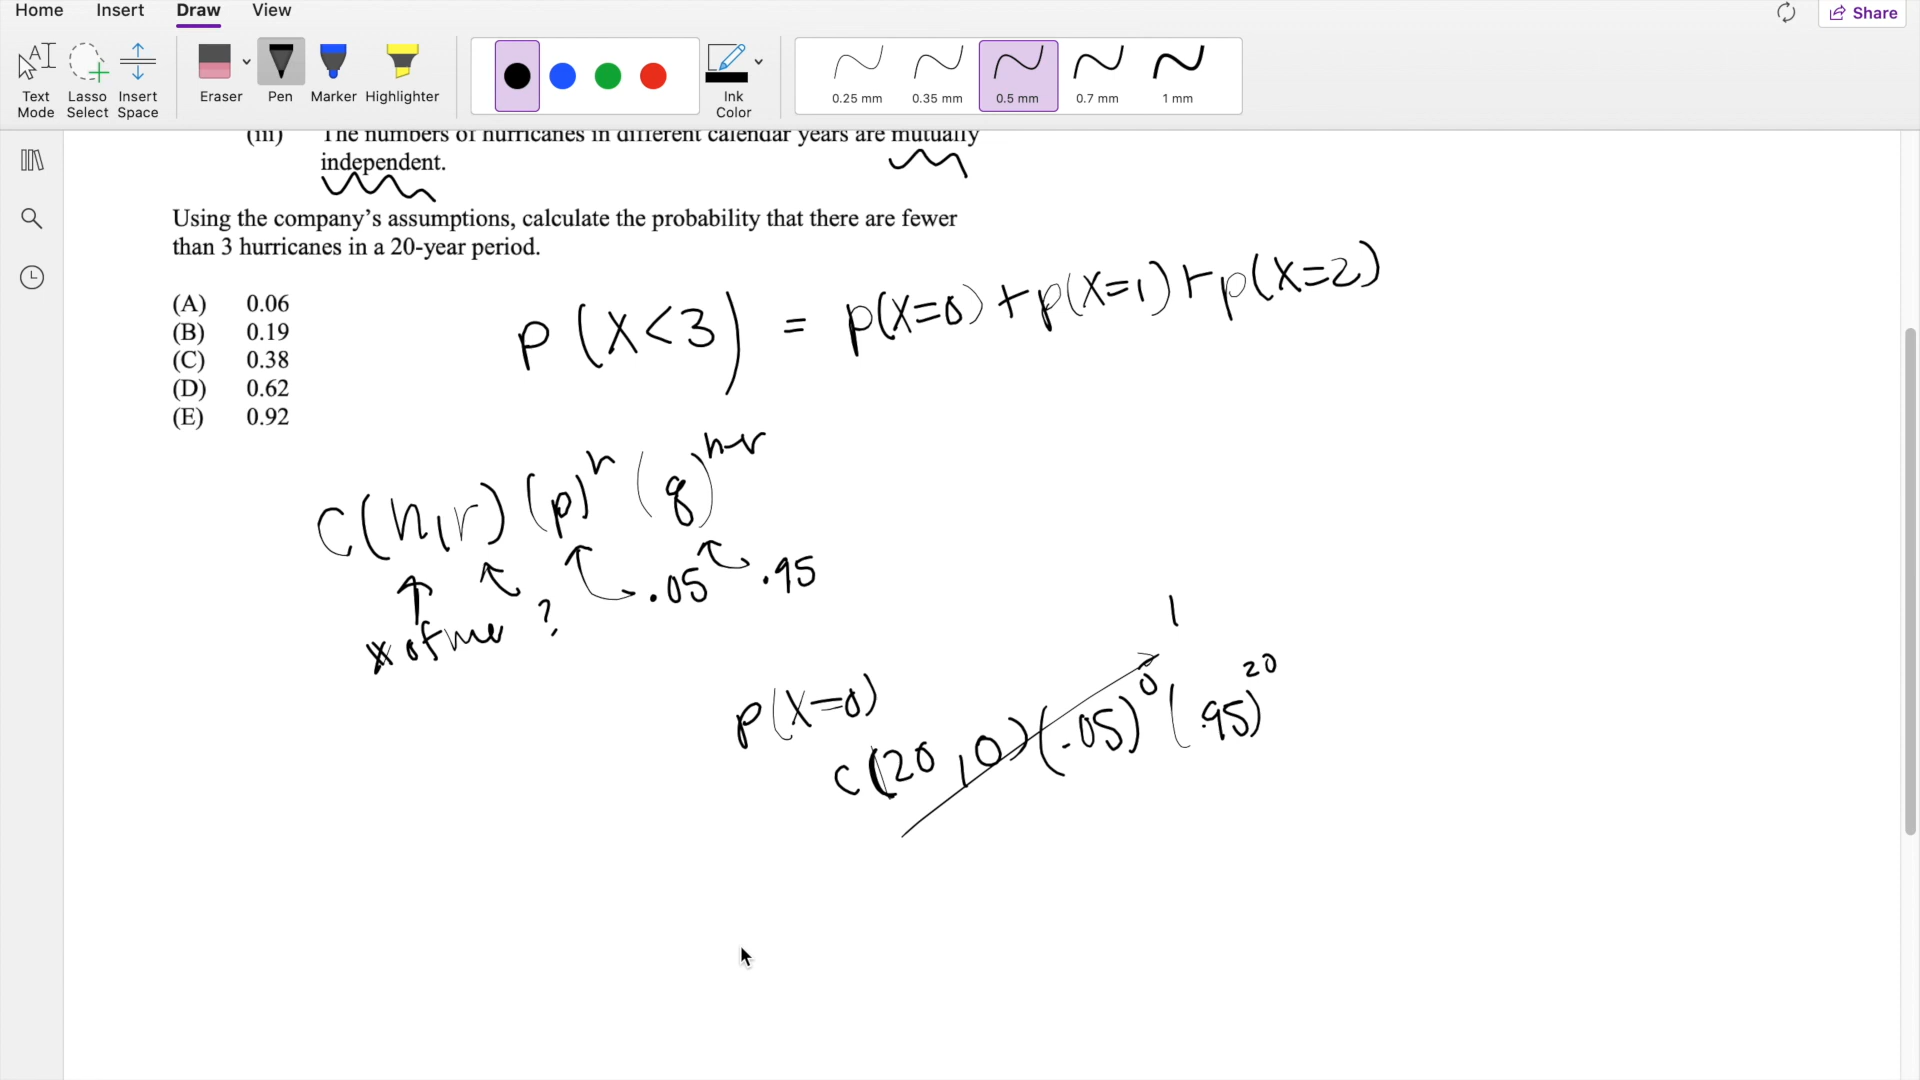 Home Insert Draw View
Share
Text Mode
Lasso Select
Insert Space
Eraser
Pen
Marker
Highlighter
Ink Color
0.25 mm
0.35 mm
0.5 mm
0.7 mm
1 mm
(iii) The numbers of hurricanes in different calendar years are mutually
independent.
Using the company's assumptions, calculate the probability that there are fewer
than 3 hurricanes in a 20-year period.
(A) 0.06
(B) 0.19
(C) 0.38
(D) 0.62
(E) 0.92
P(X<3) = p(X=0)+p(X=1)+p(X=2)
C(n,r)(p)^r(q)^n-r
.05 .95
?
1
p(X=0)
C(20,0)(.05)^0(.95)^20